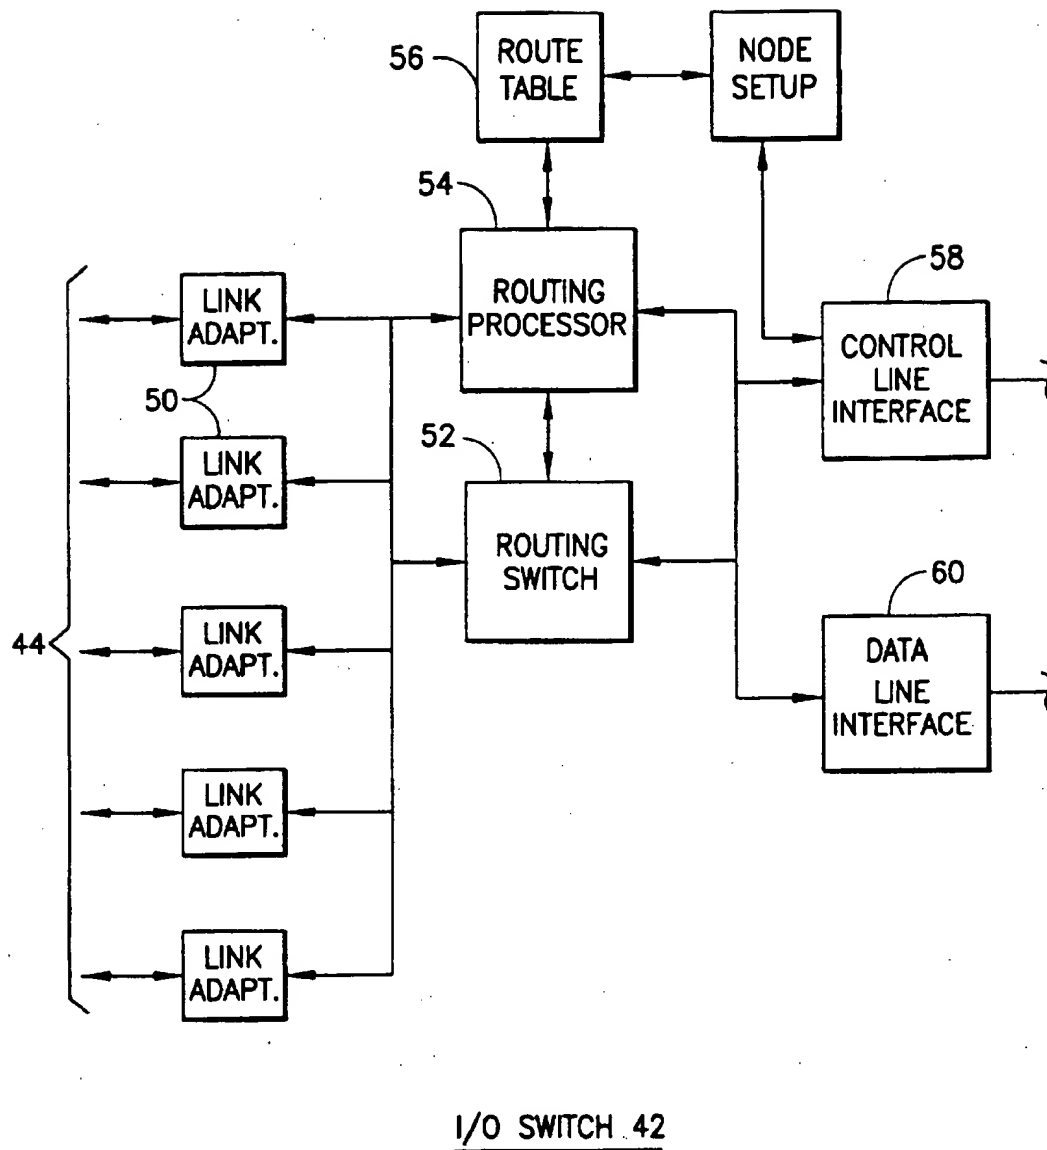 56
ROUTE
TABLE
NODE
SETUP
54
ROUTING
PROCESSOR
58
CONTROL
LINE
INTERFACE
LINK
ADAPT.
50
LINK
ADAPT.
52
ROUTING
SWITCH
44
LINK
ADAPT.
60
DATA
LINE
INTERFACE
LINK
ADAPT.
LINK
ADAPT.
I/O SWITCH 42